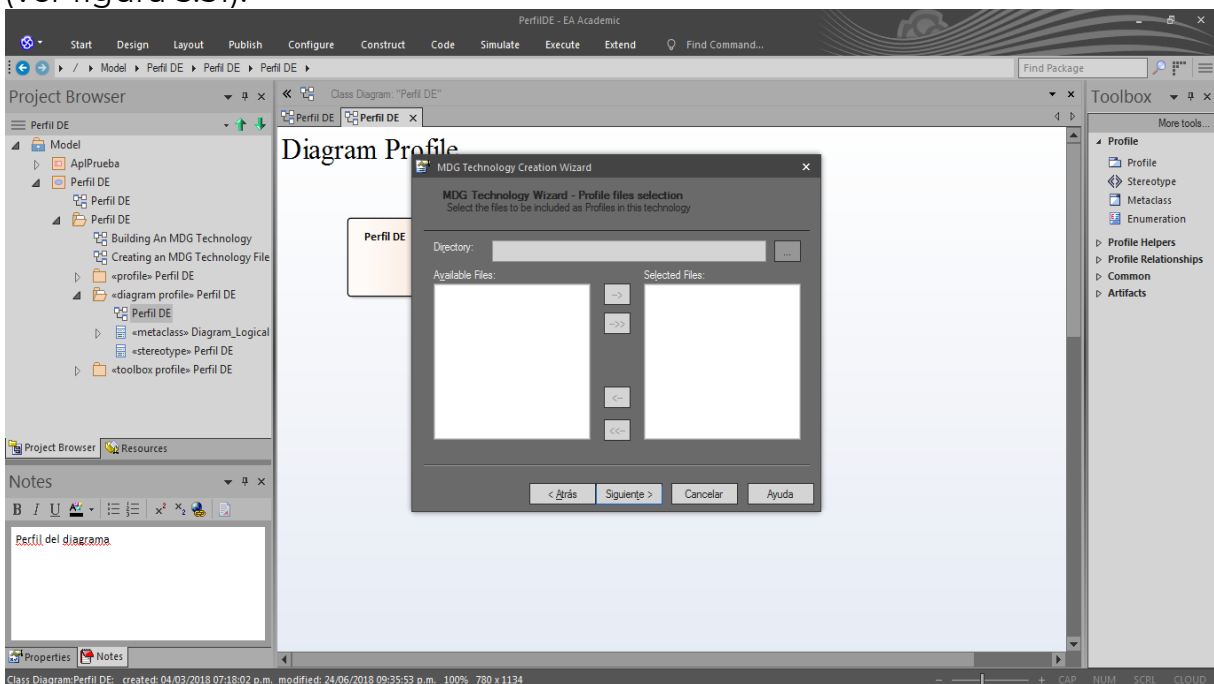 PerfilDE - EA Academic
Start Design Layout Publish Configure Construct Code Simulate Execute Extend Find Command...
/ Model Perfil DE Perfil DE Perfil DE Find Package
Project Browser
Perfil DE
Model
AplPrueba
Perfil DE
Perfil DE
Perfil DE
Building An MDG Technology
Creating an MDG Technology File
«profile» Perfil DE
«diagram profile» Perfil DE
Perfil DE
«metaclass» Diagram_Logical
«stereotype» Perfil DE
«toolbox profile» Perfil DE
Project Browser Resources
Notes
B I U x² x₂
Perfil del diagrama
Properties Notes
Class Diagram: "Perfil DE"
Perfil DE Perfil DE
Diagram Profile
Perfil DE
MDG Technology Creation Wizard
MDG Technology Wizard - Profile files selection
Select the files to be included as Profiles in this technology
Directory: ...
Available Files: Selected Files:
-->
-->>
<--
<<--
< Atrás Siguiente > Cancelar Ayuda
Toolbox
More tools...
Profile
Profile
Stereotype
Metaclass
Enumeration
Profile Helpers
Profile Relationships
Common
Artifacts
Class Diagram:Perfil DE: created: 04/03/2018 07:18:02 p.m. modified: 24/06/2018 09:35:53 p.m. 100% 780 x 1134 CAP NUM SCRL CLOUD